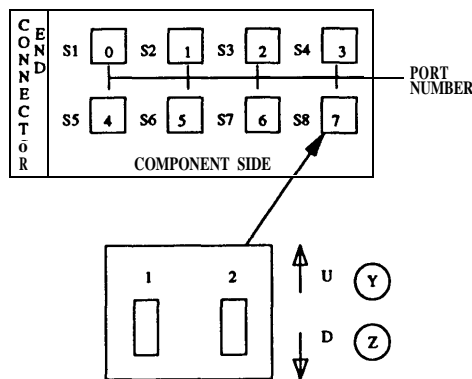 CONNECTOR
END
S1 0 S2 1 S3 2 S4 3
PORT
NUMBER
S5 4 S6 5 S7 6 S8 7
COMPONENT SIDE
1 2
U Y
D Z